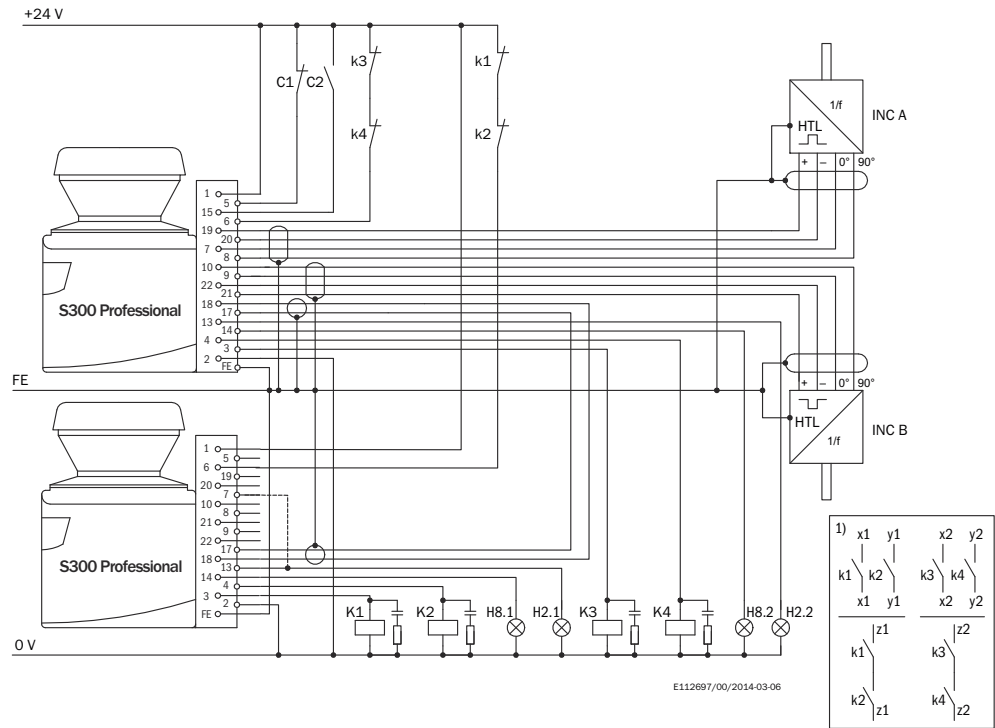 +24 V
k3
k1
C1 C2
k4
k2
1/f
INC A
HTL
+ – 0° 90°
1
5
15
6
19
20
7
8
10
9
22
21
18
17
13
14
4
3
2
FE
S300 Professional
FE
+ – 0° 90°
HTL
1/f
INC B
1
5
6
19
20
7
10
8
21
9
22
17
18
13
14
4
3
2
FE
S300 Professional
K1 K2 H8.1 H2.1 K3 K4 H8.2 H2.2
0 V
E112697/00/2014-03-06
1) x1 y1 x2 y2
k1 k2 k3 k4
x1 y1 x2 y2
z1 z2
k1 k3
k2 k4
z1 z2